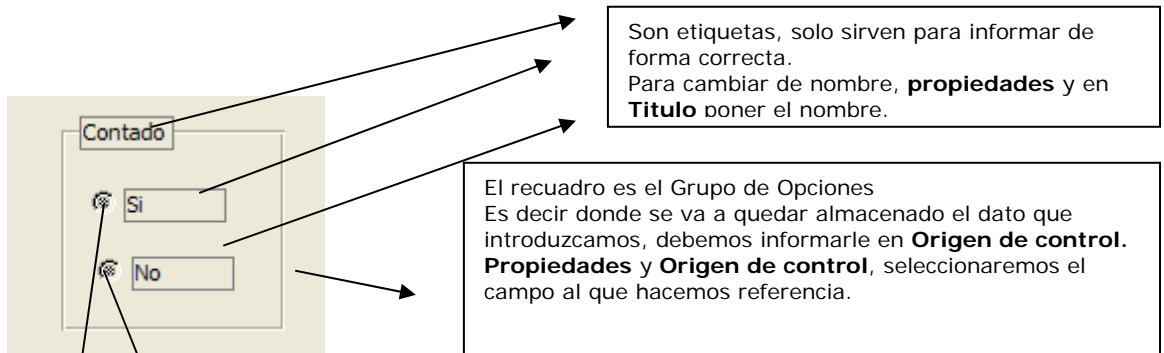 Son etiquetas, solo sirven para informar de
forma correcta.
Para cambiar de nombre, propiedades y en
Titulo poner el nombre.
Contado
Si
No
El recuadro es el Grupo de Opciones
Es decir donde se va a quedar almacenado el dato que
introduzcamos, debemos informarle en Origen de control.
Propiedades y Origen de control, seleccionaremos el
campo al que hacemos referencia.